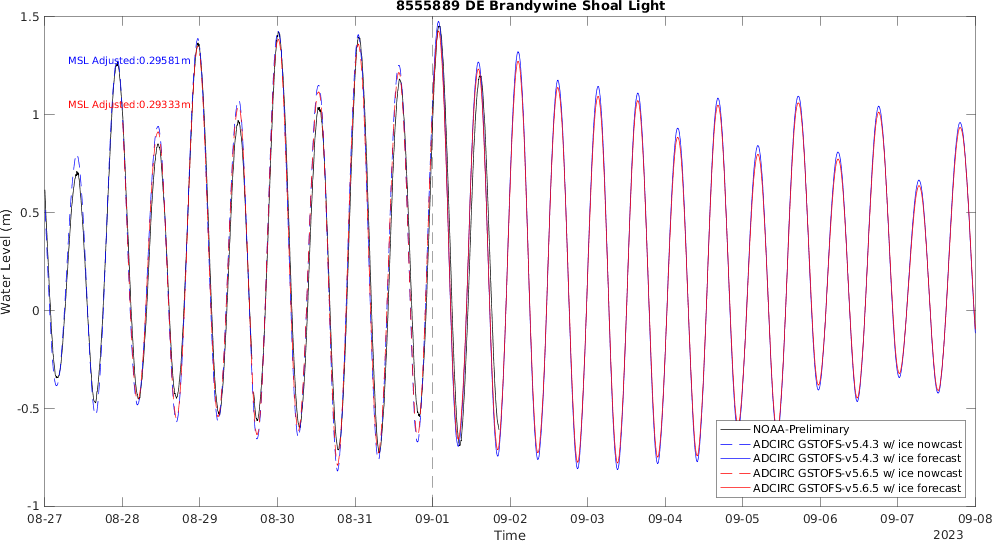 8555889 DE Brandywine Shoal Light
1.5
MSL Adjusted:0.29581m
MSL Adjusted:0.29333m
1
0.5
Water Level (m)
0
-0.5
NOAA-Preliminary
ADCIRC GSTOFS-v5.4.3 w/ ice nowcast
ADCIRC GSTOFS-v5.4.3 w/ ice forecast
ADCIRC GSTOFS-v5.6.5 w/ ice nowcast
ADCIRC GSTOFS-v5.6.5 w/ ice forecast
-1
08-27 08-28 08-29 08-30 08-31 09-01 09-02 09-03 09-04 09-05 09-06 09-07 09-08
Time
2023